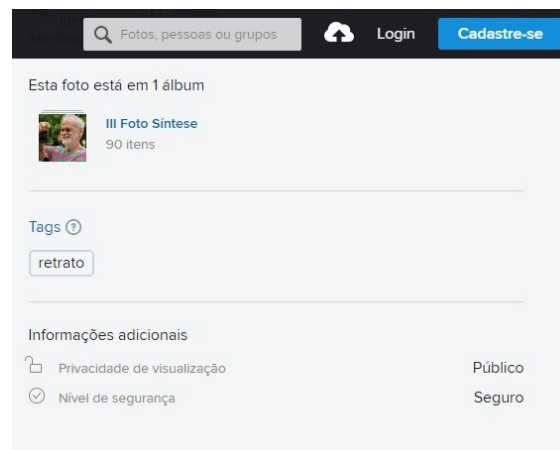 Fotos, pessoas ou grupos Login Cadastre-se
Esta foto está em 1 álbum
III Foto Síntese
90 itens
Tags ?
retrato
Informações adicionais
Privacidade de visualização Público
Nível de segurança Seguro